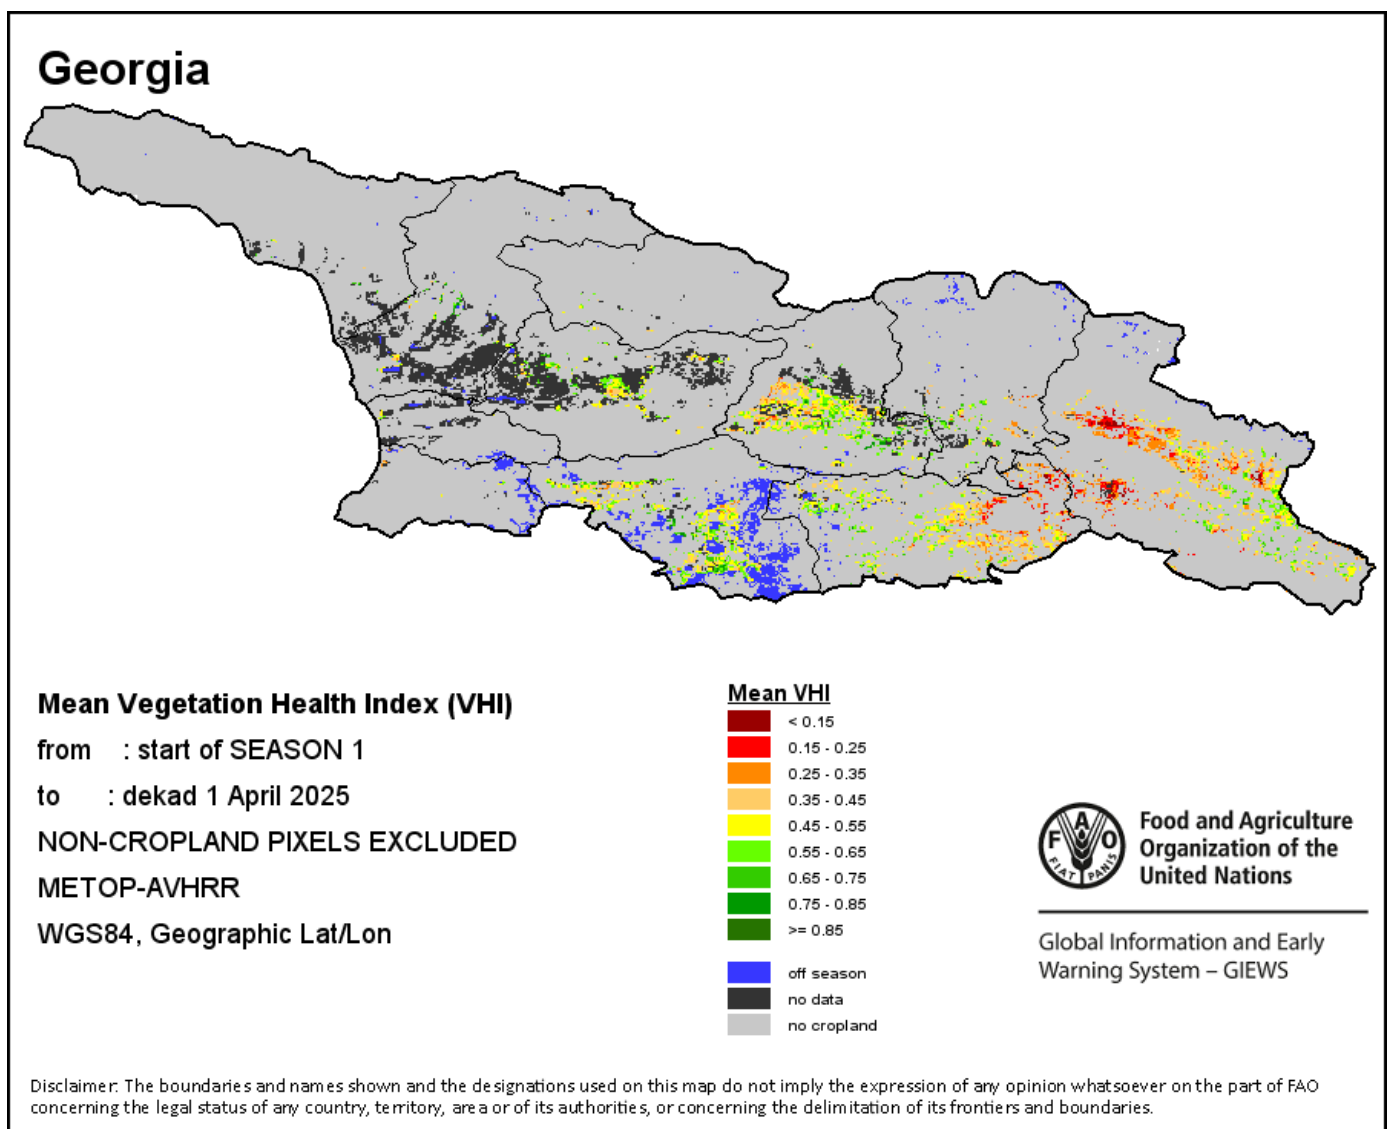 Georgia
Mean Vegetation Health Index (VHI)
from : start of SEASON 1
to : dekad 1 April 2025
NON-CROPLAND PIXELS EXCLUDED
METOP-AVHRR
WGS84, Geographic Lat/Lon
Mean VHI
< 0.15
0.15 - 0.25
0.25 - 0.35
0.35 - 0.45
0.45 - 0.55
0.55 - 0.65
0.65 - 0.75
0.75 - 0.85
>= 0.85
off season
no data
no cropland
F A O
FIAT PANIS
Food and Agriculture
Organization of the
United Nations
Global Information and Early
Warning System – GIEWS
Disclaimer: The boundaries and names shown and the designations used on this map do not imply the expression of any opinion whatsoever on the part of FAO
concerning the legal status of any country, territory, area or of its authorities, or concerning the delimitation of its frontiers and boundaries.